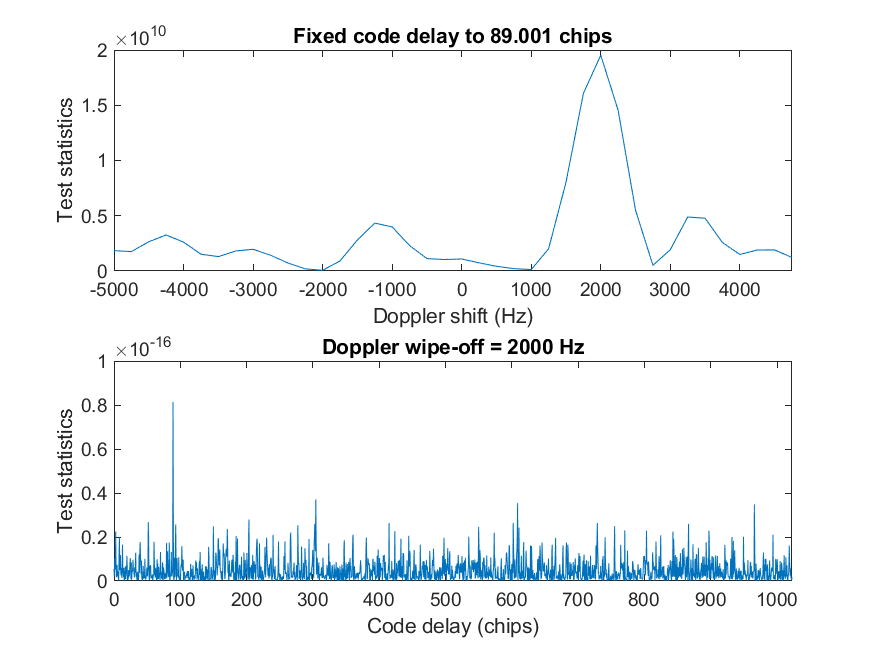 Fixed code delay to 89.001 chips
×10^10
2
1.5
1
0.5
0
Test statistics
-5000 -4000 -3000 -2000 -1000 0 1000 2000 3000 4000
Doppler shift (Hz)
Doppler wipe-off = 2000 Hz
×10^-16
1
0.8
0.6
0.4
0.2
0
Test statistics
0 100 200 300 400 500 600 700 800 900 1000
Code delay (chips)